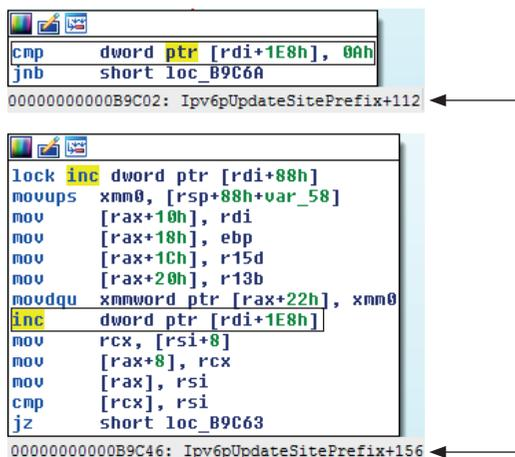 cmp     dword ptr [rdi+1E8h], 0Ah
jnb     short loc_B9C6A
00000000000B9C02: Ipv6pUpdateSitePrefix+112
lock inc dword ptr [rdi+88h]
movups  xmm0, [rsp+88h+var_58]
mov     [rax+10h], rdi
mov     [rax+18h], ebp
mov     [rax+1Ch], r15d
mov     [rax+20h], r13b
movdqu  xmmword ptr [rax+22h], xmm0
inc     dword ptr [rdi+1E8h]
mov     rcx, [rsi+8]
mov     [rax+8], rcx
mov     [rax], rsi
cmp     [rcx], rsi
jz      short loc_B9C63
00000000000B9C46: Ipv6pUpdateSitePrefix+156